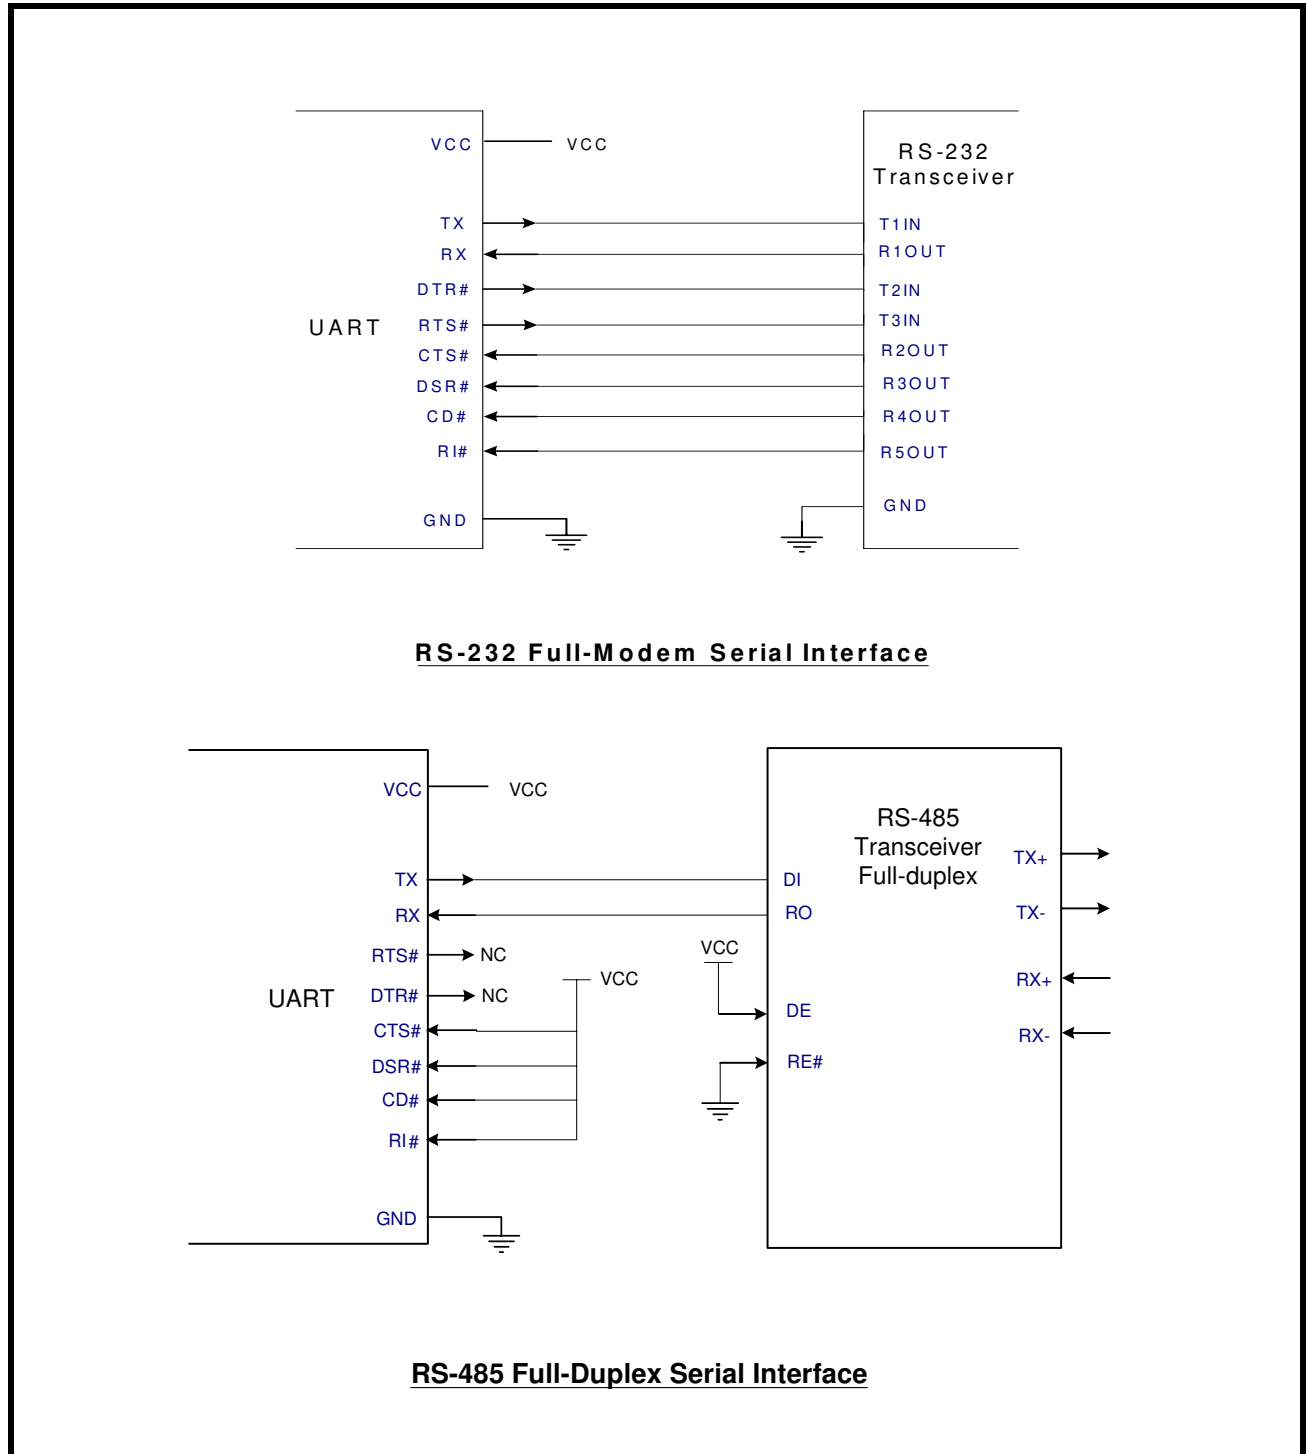 VCC
VCC
RS-232
Transceiver
TX
T1IN
RX
R1OUT
DTR#
T2IN
UART
RTS#
T3IN
CTS#
R2OUT
DSR#
R3OUT
CD#
R4OUT
RI#
R5OUT
GND
GND
RS-232 Full-Modem Serial Interface
VCC
VCC
RS-485
Transceiver
Full-duplex
TX+
TX
DI
RX
RO
TX-
RTS#
NC
VCC
VCC
RX+
UART
DTR#
NC
DE
CTS#
RX-
DSR#
RE#
CD#
RI#
GND
RS-485 Full-Duplex Serial Interface